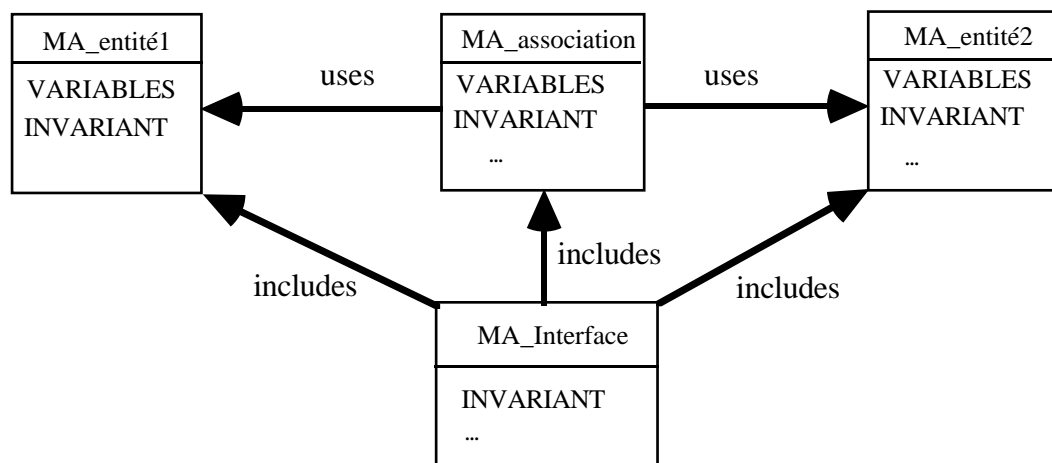 MA_entité1
VARIABLES
INVARIANT
uses
MA_association
VARIABLES
INVARIANT
...
uses
MA_entité2
VARIABLES
INVARIANT
...
includes
includes
includes
MA_Interface
INVARIANT
...